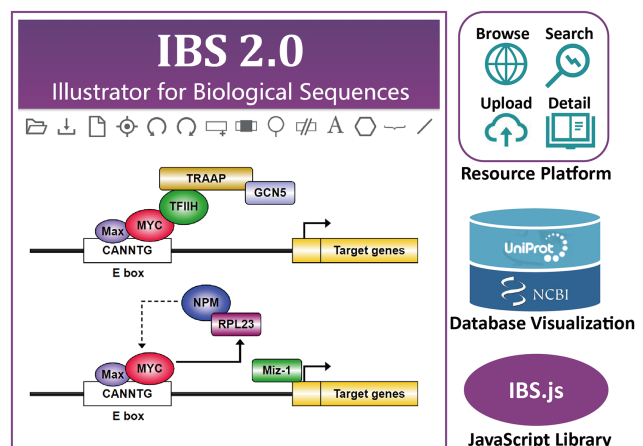 IBS 2.0
Illustrator for Biological Sequences
A
TRAAP
GCN5
TFIIH
MYC
Max
CANNTG
Target genes
E box
NPM
RPL23
Miz-1
MYC
Max
CANNTG
Target genes
E box
Browse
Search
Upload
Detail
Resource Platform
UniProt
NCBI
Database Visualization
IBS.js
JavaScript Library